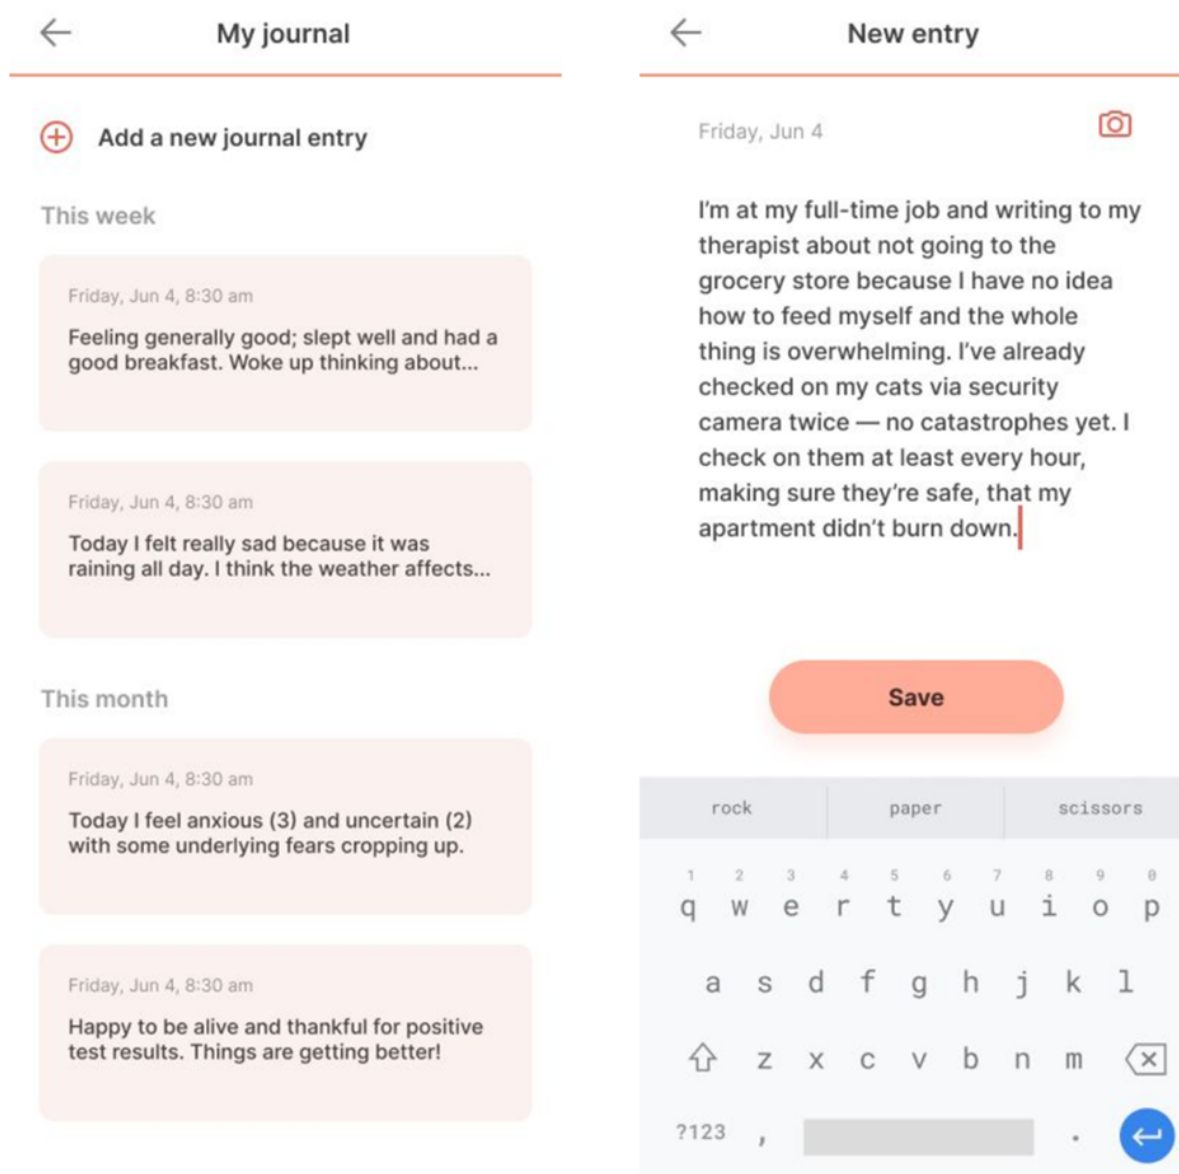 My journal
Add a new journal entry
This week
Friday, Jun 4, 8:30 am
Feeling generally good; slept well and had a
good breakfast. Woke up thinking about...
Friday, Jun 4, 8:30 am
Today I felt really sad because it was
raining all day. I think the weather affects...
This month
Friday, Jun 4, 8:30 am
Today I feel anxious (3) and uncertain (2)
with some underlying fears cropping up.
Friday, Jun 4, 8:30 am
Happy to be alive and thankful for positive
test results. Things are getting better!
New entry
Friday, Jun 4
I’m at my full-time job and writing to my
therapist about not going to the
grocery store because I have no idea
how to feed myself and the whole
thing is overwhelming. I’ve already
checked on my cats via security
camera twice — no catastrophes yet. I
check on them at least every hour,
making sure they’re safe, that my
apartment didn’t burn down.
Save
rock paper scissors
1 2 3 4 5 6 7 8 9 0
q w e r t y u i o p
a s d f g h j k l
z x c v b n m
?123 , .